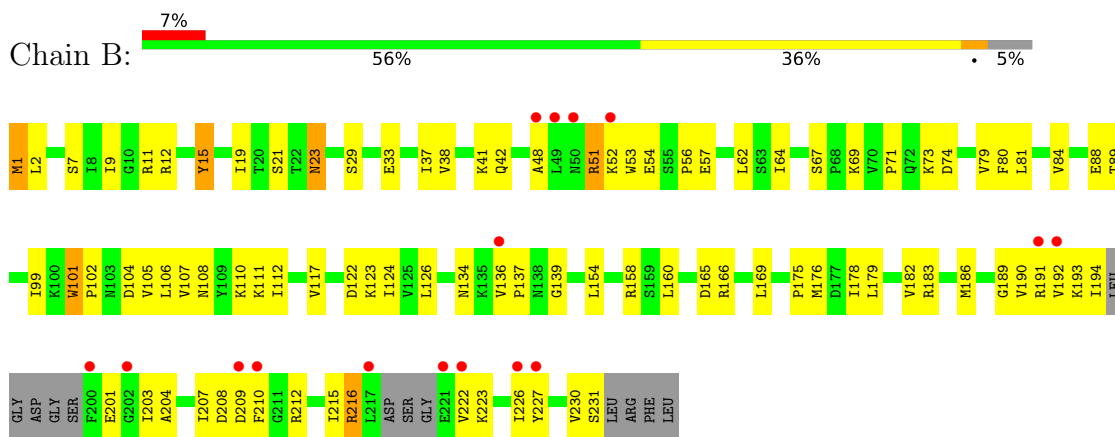 7%
Chain B:
56% 36% • 5%
M1 L2 S7 I8 I9 G10 R11 R12 Y15 I19 T20 S21 T22 N23 S29 E33 I37 V38 K41 Q42 A48 L49 N50 R51 K52 W53 E54 S55 P56 E57 L62 S63 I64 S67 P68 K69 V70 P71 Q72 K73 D74 V79 F80 L81 V84 E88 T89
I99 K100 W101 P102 N103 D104 V105 L106 V107 N108 Y109 K110 K111 I112 V117 D122 K123 I124 V125 L126 N134 K135 V136 P137 N138 G139 L154 R158 S159 L160 D165 R166 L169 P175 M176 D177 I178 L179 V182 R183 M186 G189 V190 R191 V192 K193 I194 LEU
GLY ASP GLY SER F200 E201 G202 I203 A204 I207 D208 D209 F210 G211 R212 I215 R216 L217 ASP SER GLY E221 V222 K223 I226 Y227 V230 S231 LEU ARG PHE LEU